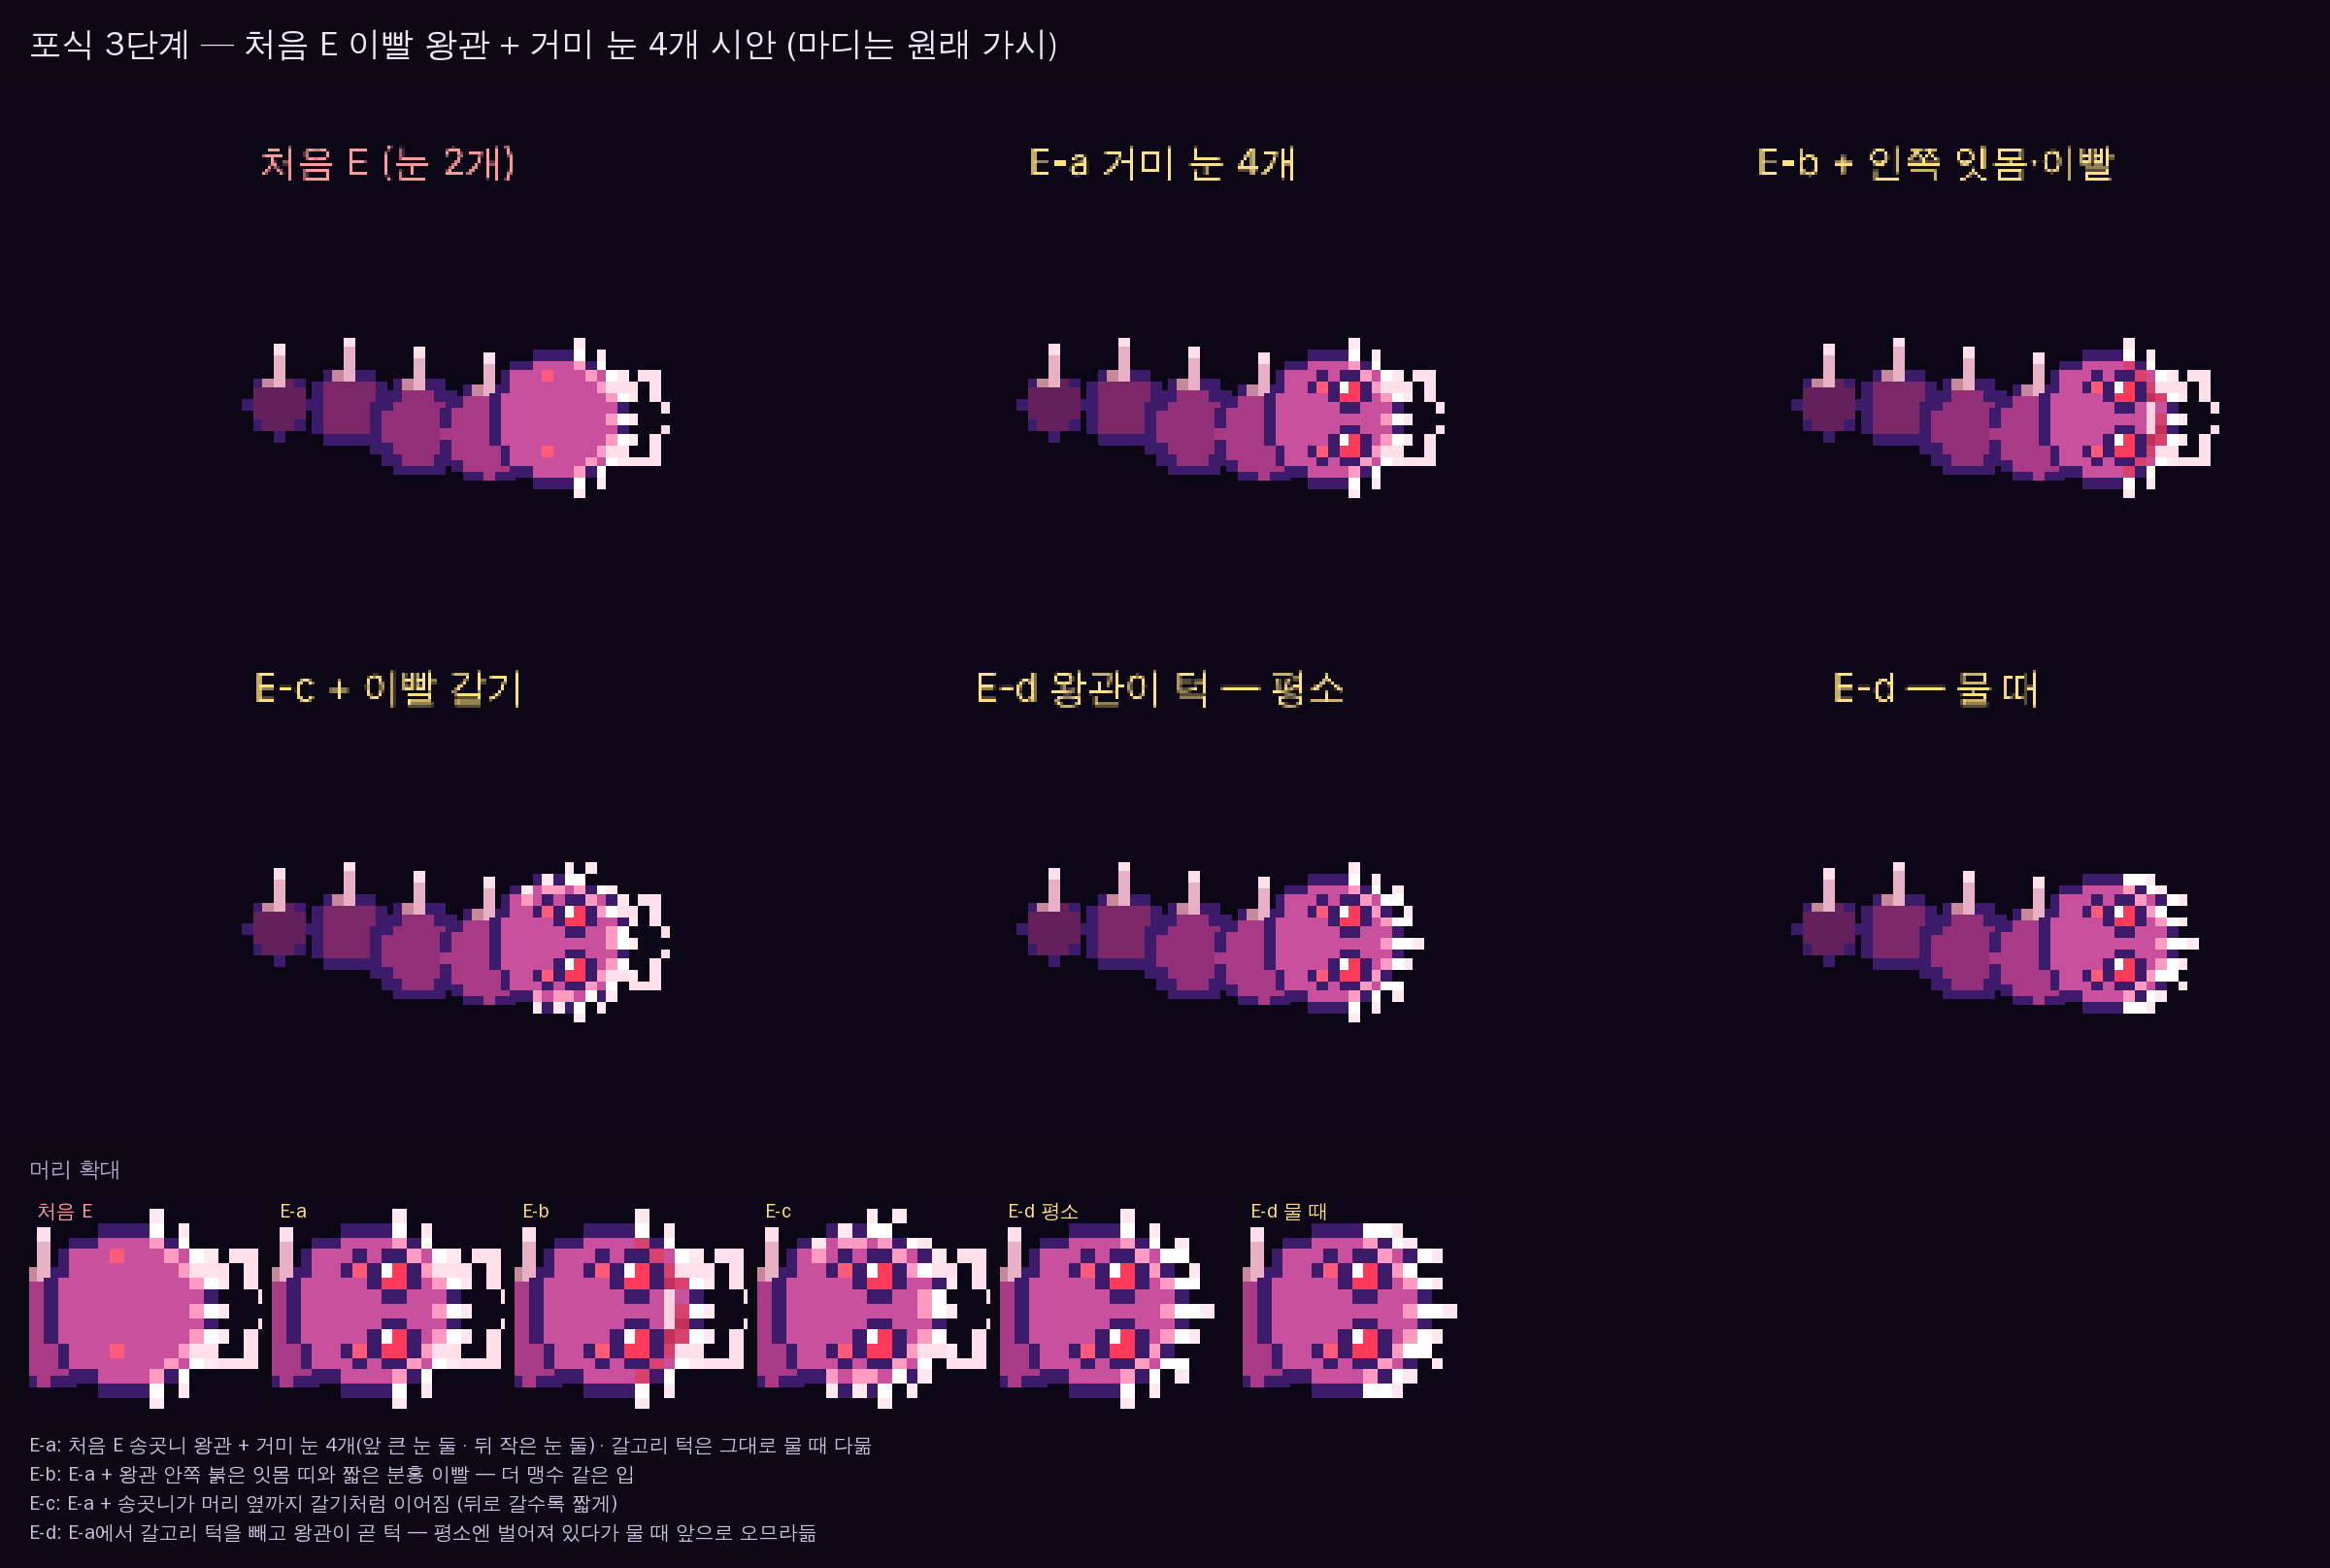 포식 3단계 — 처음 E 이빨 왕관 + 거미 눈 4개 시안 (마디는 원래 가시)
처음 E (눈 2개)
E-a 거미 눈 4개
E-b + 안쪽 잇몸·이빨
E-c + 이빨 갈기
E-d 왕관이 턱 — 평소
E-d — 물 때
머리 확대
처음 E
E-a
E-b
E-c
E-d 평소
E-d 물 때
E-a: 처음 E 송곳니 왕관 + 거미 눈 4개(앞 큰 눈 둘 · 뒤 작은 눈 둘) · 갈고리 턱은 그대로 물 때 다묾
E-b: E-a + 왕관 안쪽 붉은 잇몸 띠와 짧은 분홍 이빨 — 더 맹수 같은 입
E-c: E-a + 송곳니가 머리 옆까지 갈기처럼 이어짐 (뒤로 갈수록 짧게)
E-d: E-a에서 갈고리 턱을 빼고 왕관이 곧 턱 — 평소엔 벌어져 있다가 물 때 앞으로 오므라듦